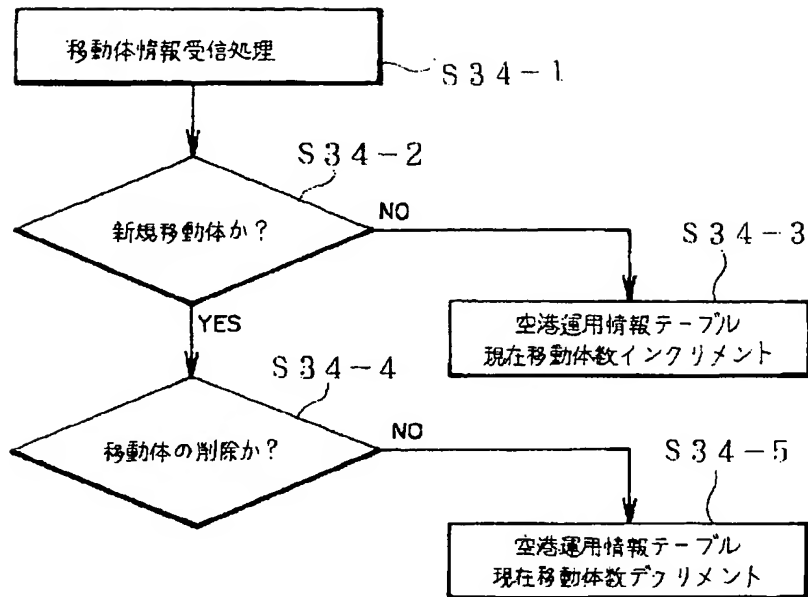 移動体情報受信処理
S34-1
S34-2
新規移動体か?
NO
S34-3
空港運用情報テーブル
現在移動体数インクリメント
YES
S34-4
移動体の削除か?
NO
S34-5
空港運用情報テーブル
現在移動体数デクリメント